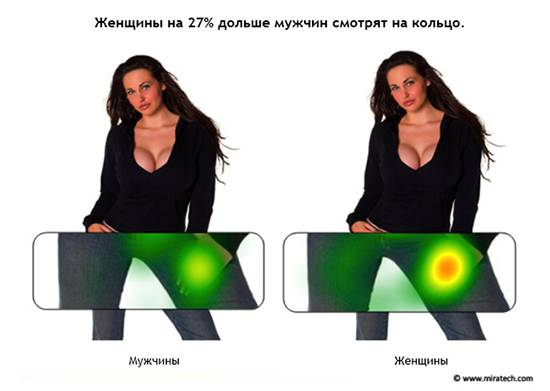 Женщины на 27% дольше мужчин смотрят на кольцо.
Мужчины
Женщины
© www.miratech.com